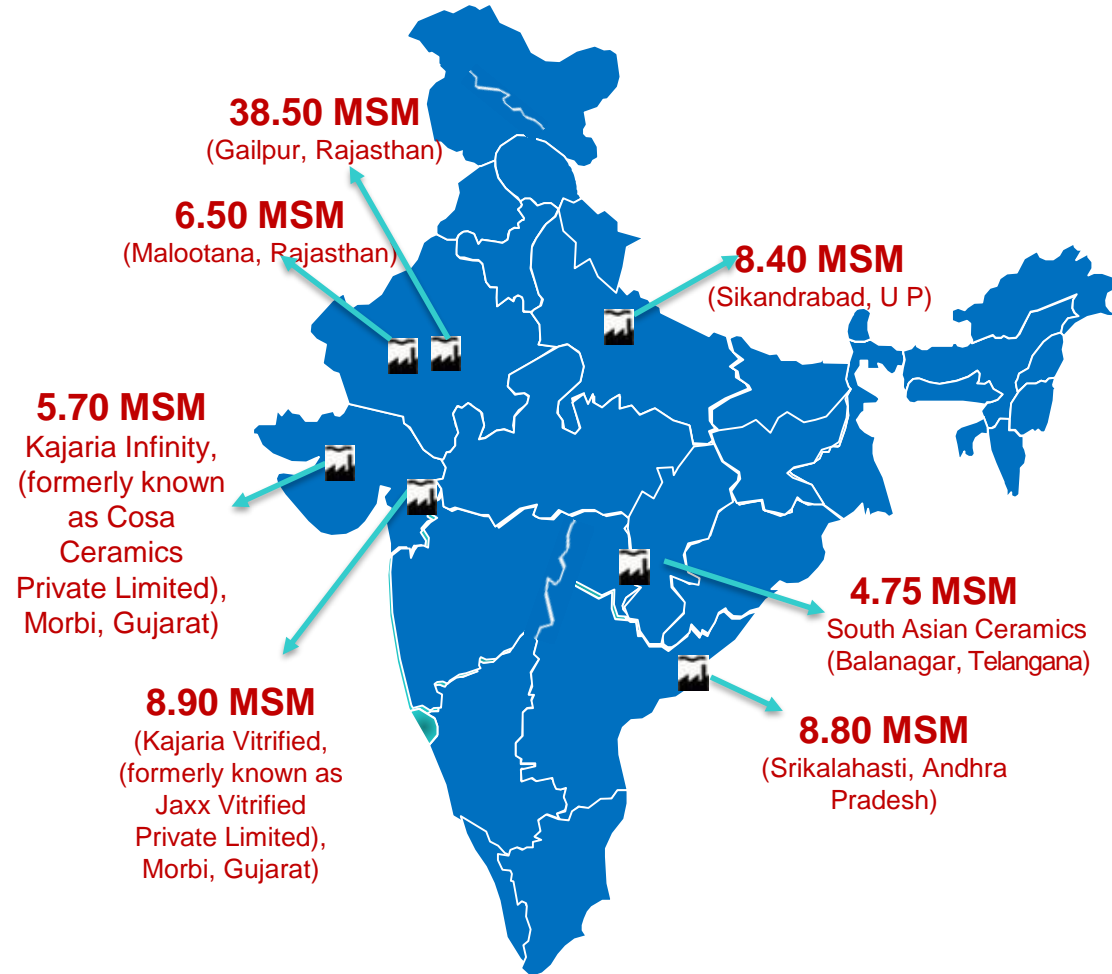 38.50 MSM
(Gailpur, Rajasthan)
6.50 MSM
(Malootana, Rajasthan)
8.40 MSM
(Sikandrabad, U P)
5.70 MSM
Kajaria Infinity,
(formerly known
as Cosa
Ceramics
Private Limited),
Morbi, Gujarat)
4.75 MSM
South Asian Ceramics
(Balanagar, Telangana)
8.90 MSM
(Kajaria Vitrified,
(formerly known as
Jaxx Vitrified
Private Limited),
Morbi, Gujarat)
8.80 MSM
(Srikalahasti, Andhra
Pradesh)